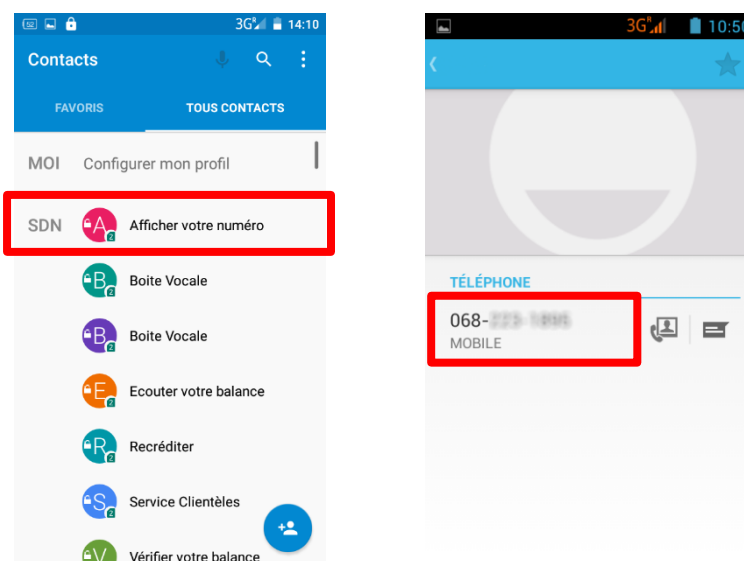 3G 14:10
Contacts
FAVORIS TOUS CONTACTS
MOI Configurer mon profil
SDN A Afficher votre numéro
B Boite Vocale
B Boite Vocale
E Ecouter votre balance
R Recréditer
S Service Clientèles
V Vérifier votre balance
3G 10:50
TÉLÉPHONE
068-
MOBILE